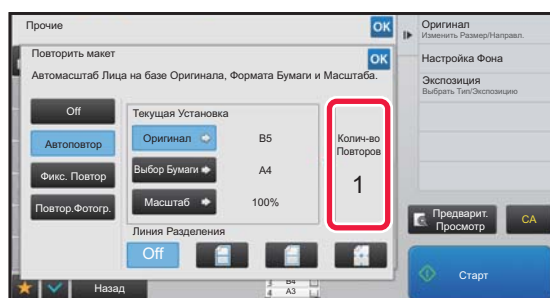 Прочие
OK
Повторить макет
OK
Автомасштаб Лица на базе Оригинала, Формата Бумаги и Масштаба.
Off
Автоповтор
Фикс. Повтор
Повтор.Фотогр.
Текущая Установка
Оригинал
B5
Выбор Бумаги
A4
Масштаб
100%
Колич-во
Повторов
1
Линия Разделения
Off
Назад
3 B4
4 A3
Оригинал
Изменить Размер/Направл.
Настройка Фона
Экспозиция
Выбрать Тип/Экспозицию
Предварит.
Просмотр
CA
Старт